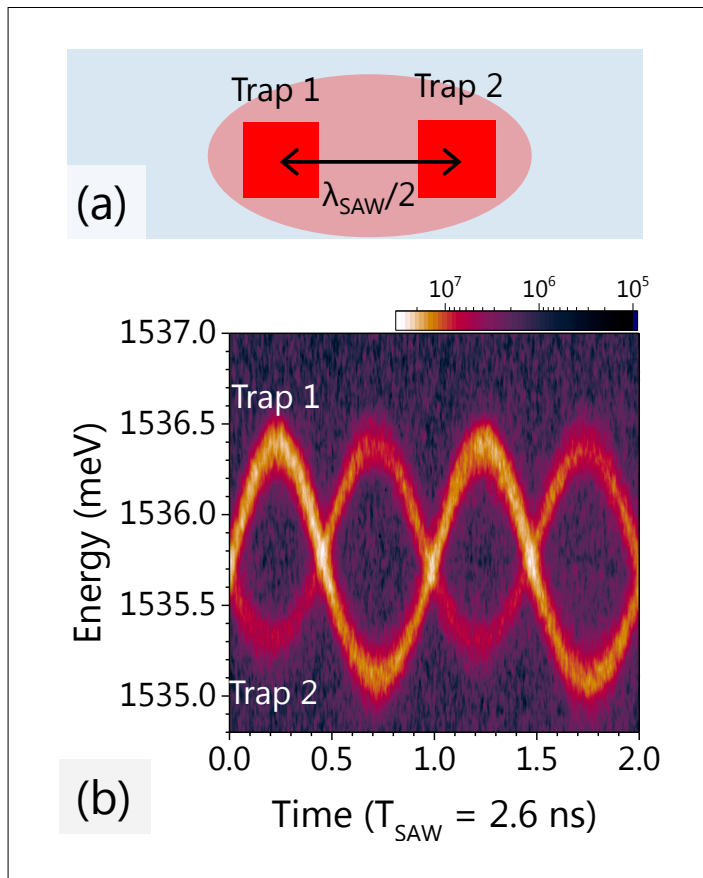 Trap 1
Trap 2
λSAW/2
(a)
10⁷ 10⁶ 10⁵
1537.0
Trap 1
1536.5
1536.0
1535.5
1535.0
Trap 2
Energy (meV)
0.0 0.5 1.0 1.5 2.0
(b)
Time (TSAW = 2.6 ns)